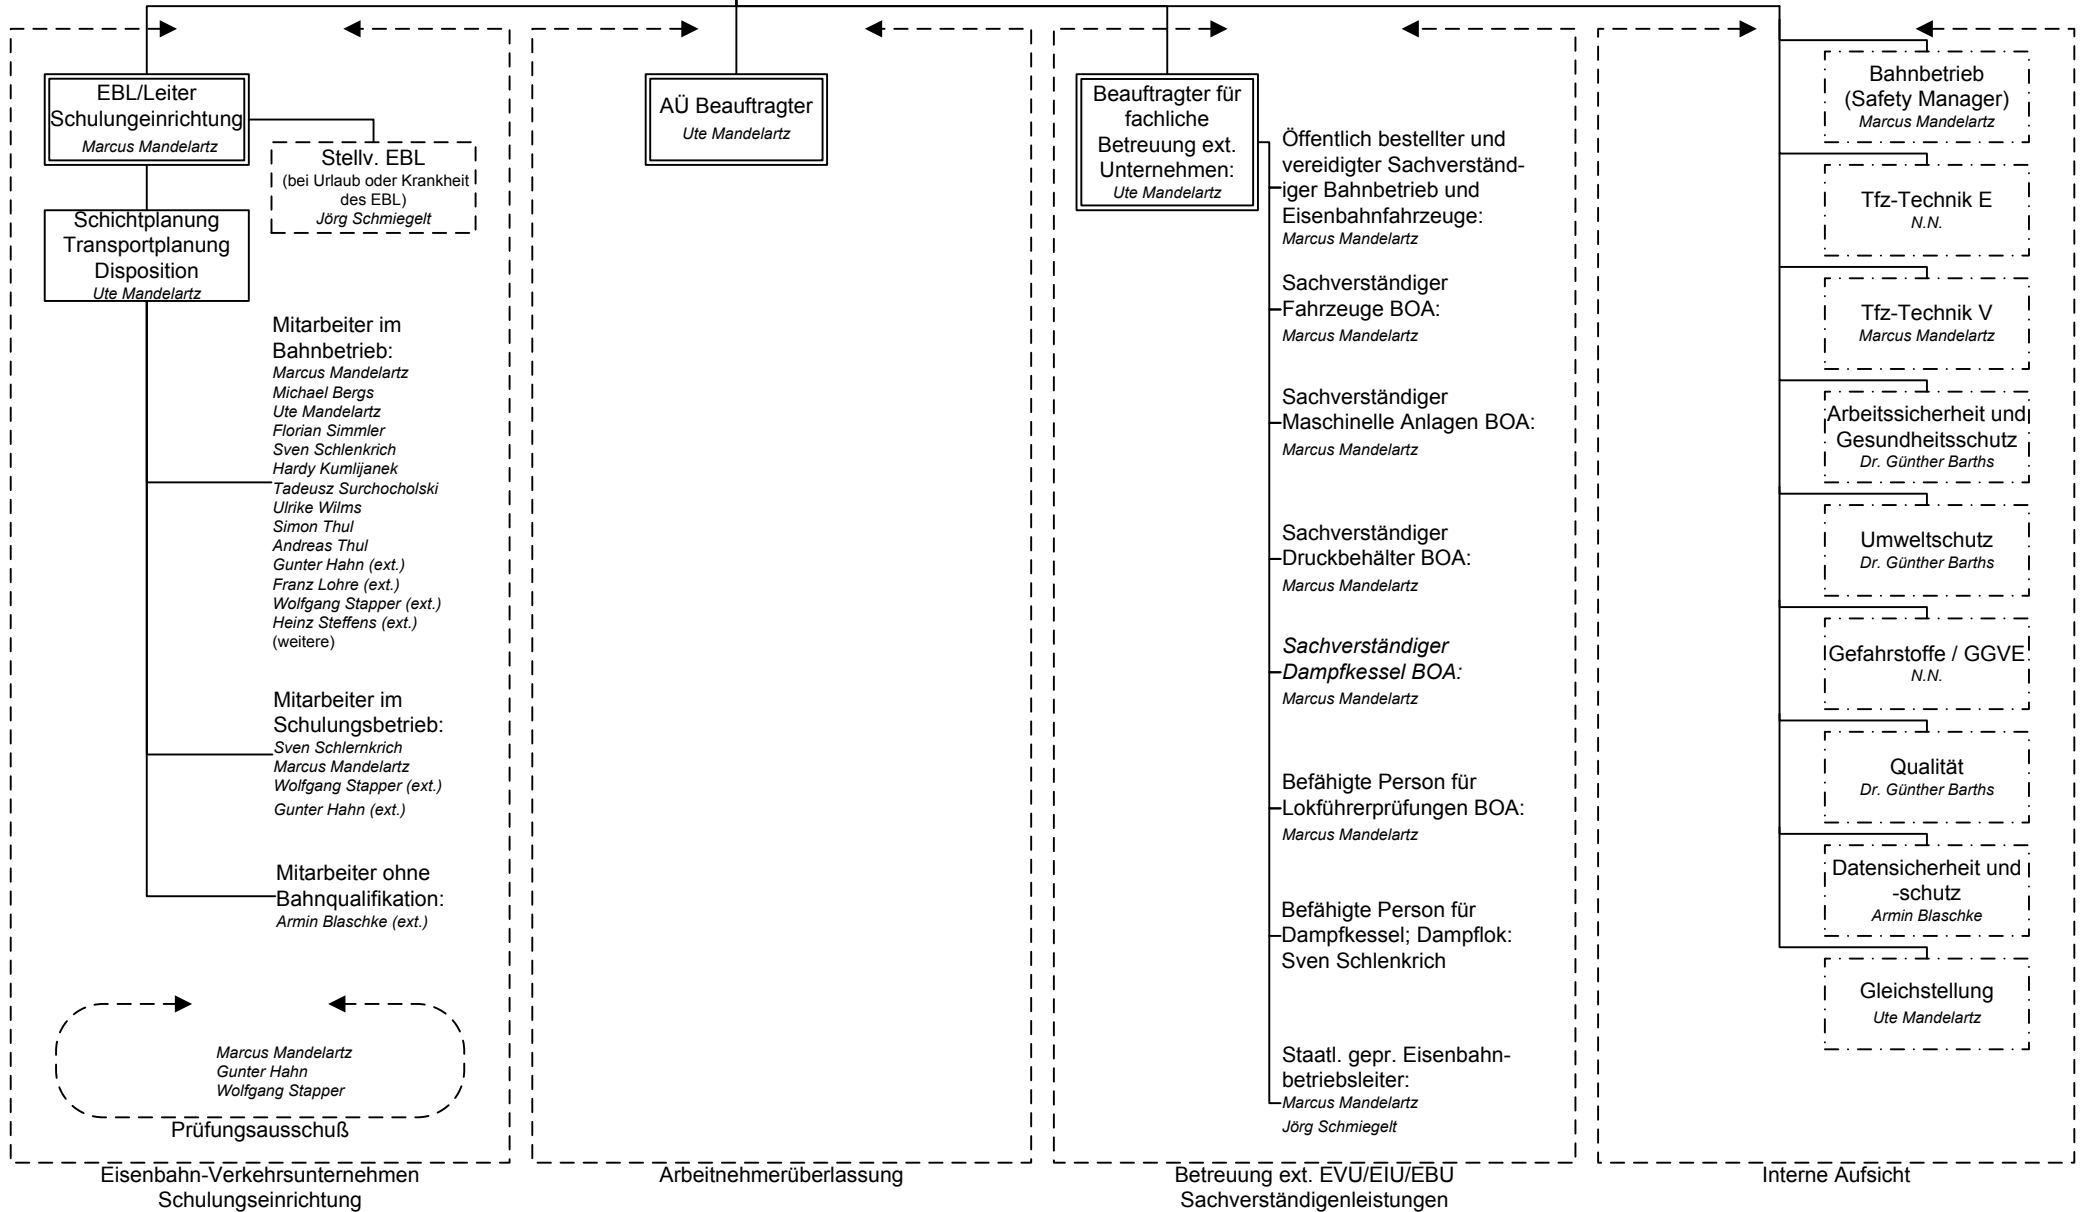 EBL/Leiter
Schulungeinrichtung
Marcus Mandelartz
Stellv. EBL
(bei Urlaub oder Krankheit
des EBL)
Jörg Schmiegelt
Schichtplanung
Transportplanung
Disposition
Ute Mandelartz
Mitarbeiter im
Bahnbetrieb:
Marcus Mandelartz
Michael Bergs
Ute Mandelartz
Florian Simmler
Sven Schlenkrich
Hardy Kumlijanek
Tadeusz Surchocholski
Ulrike Wilms
Simon Thul
Andreas Thul
Gunter Hahn (ext.)
Franz Lohre (ext.)
Wolfgang Stapper (ext.)
Heinz Steffens (ext.)
(weitere)
Mitarbeiter im
Schulungsbetrieb:
Sven Schlernkrich
Marcus Mandelartz
Wolfgang Stapper (ext.)
Gunter Hahn (ext.)
Mitarbeiter ohne
Bahnqualifikation:
Armin Blaschke (ext.)
Marcus Mandelartz
Gunter Hahn
Wolfgang Stapper
Prüfungsausschuß
Eisenbahn-Verkehrsunternehmen
Schulungseinrichtung
AÜ Beauftragter
Ute Mandelartz
Arbeitnehmerüberlassung
Beauftragter für
fachliche
Betreuung ext.
Unternehmen:
Ute Mandelartz
Öffentlich bestellter und
vereidigter Sachverständ-
iger Bahnbetrieb und
Eisenbahnfahrzeuge:
Marcus Mandelartz
Sachverständiger
Fahrzeuge BOA:
Marcus Mandelartz
Sachverständiger
Maschinelle Anlagen BOA:
Marcus Mandelartz
Sachverständiger
Druckbehälter BOA:
Marcus Mandelartz
Sachverständiger
Dampfkessel BOA:
Marcus Mandelartz
Befähigte Person für
Lokführerprüfungen BOA:
Marcus Mandelartz
Befähigte Person für
Dampfkessel; Dampflok:
Sven Schlenkrich
Staatl. gepr. Eisenbahn-
betriebsleiter:
Marcus Mandelartz
Jörg Schmiegelt
Betreuung ext. EVU/EIU/EBU
Sachverständigenleistungen
Bahnbetrieb
(Safety Manager)
Marcus Mandelartz
Tfz-Technik E
N.N.
Tfz-Technik V
Marcus Mandelartz
Arbeitssicherheit und
Gesundheitsschutz
Dr. Günther Barths
Umweltschutz
Dr. Günther Barths
Gefahrstoffe / GGVE
N.N.
Qualität
Dr. Günther Barths
Datensicherheit und
-schutz
Armin Blaschke
Gleichstellung
Ute Mandelartz
Interne Aufsicht